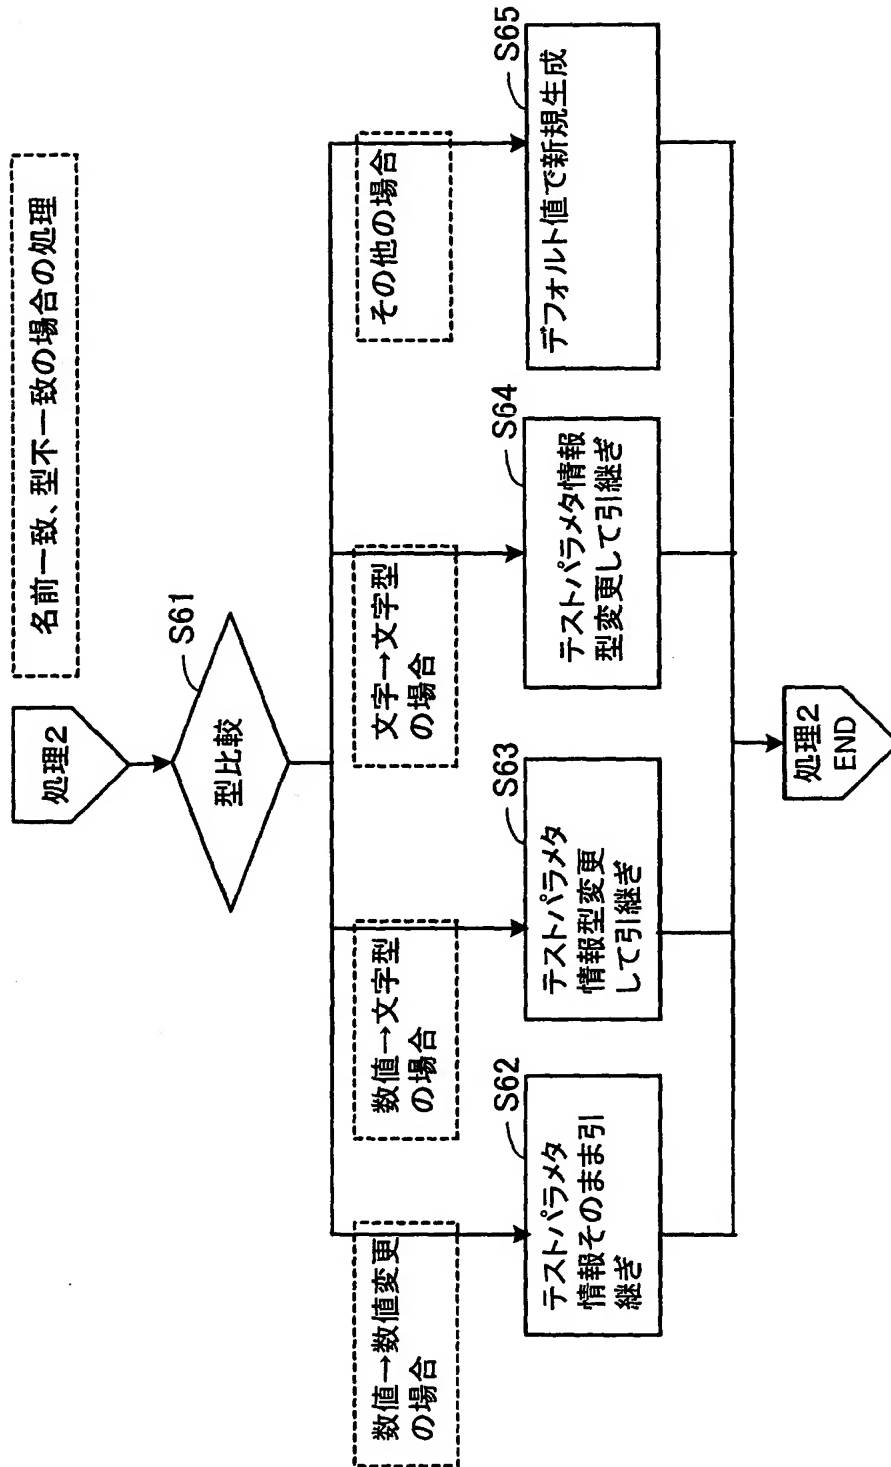 名前一致、型不一致の場合の処理
処理2
S61
型比較
数値→数値変更
の場合
数値→文字型
の場合
文字→文字型
の場合
その他の場合
S62
テストパラメタ
情報そのまま引
継ぎ
S63
テストパラメタ
情報型変更
して引継ぎ
S64
テストパラメタ情報
型変更して引継ぎ
S65
デフォルト値で新規生成
処理2
END